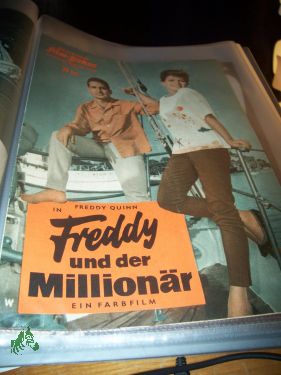 IN FREDDY QUINN
Freddy
und der
Millionär
EIN FARBFILM